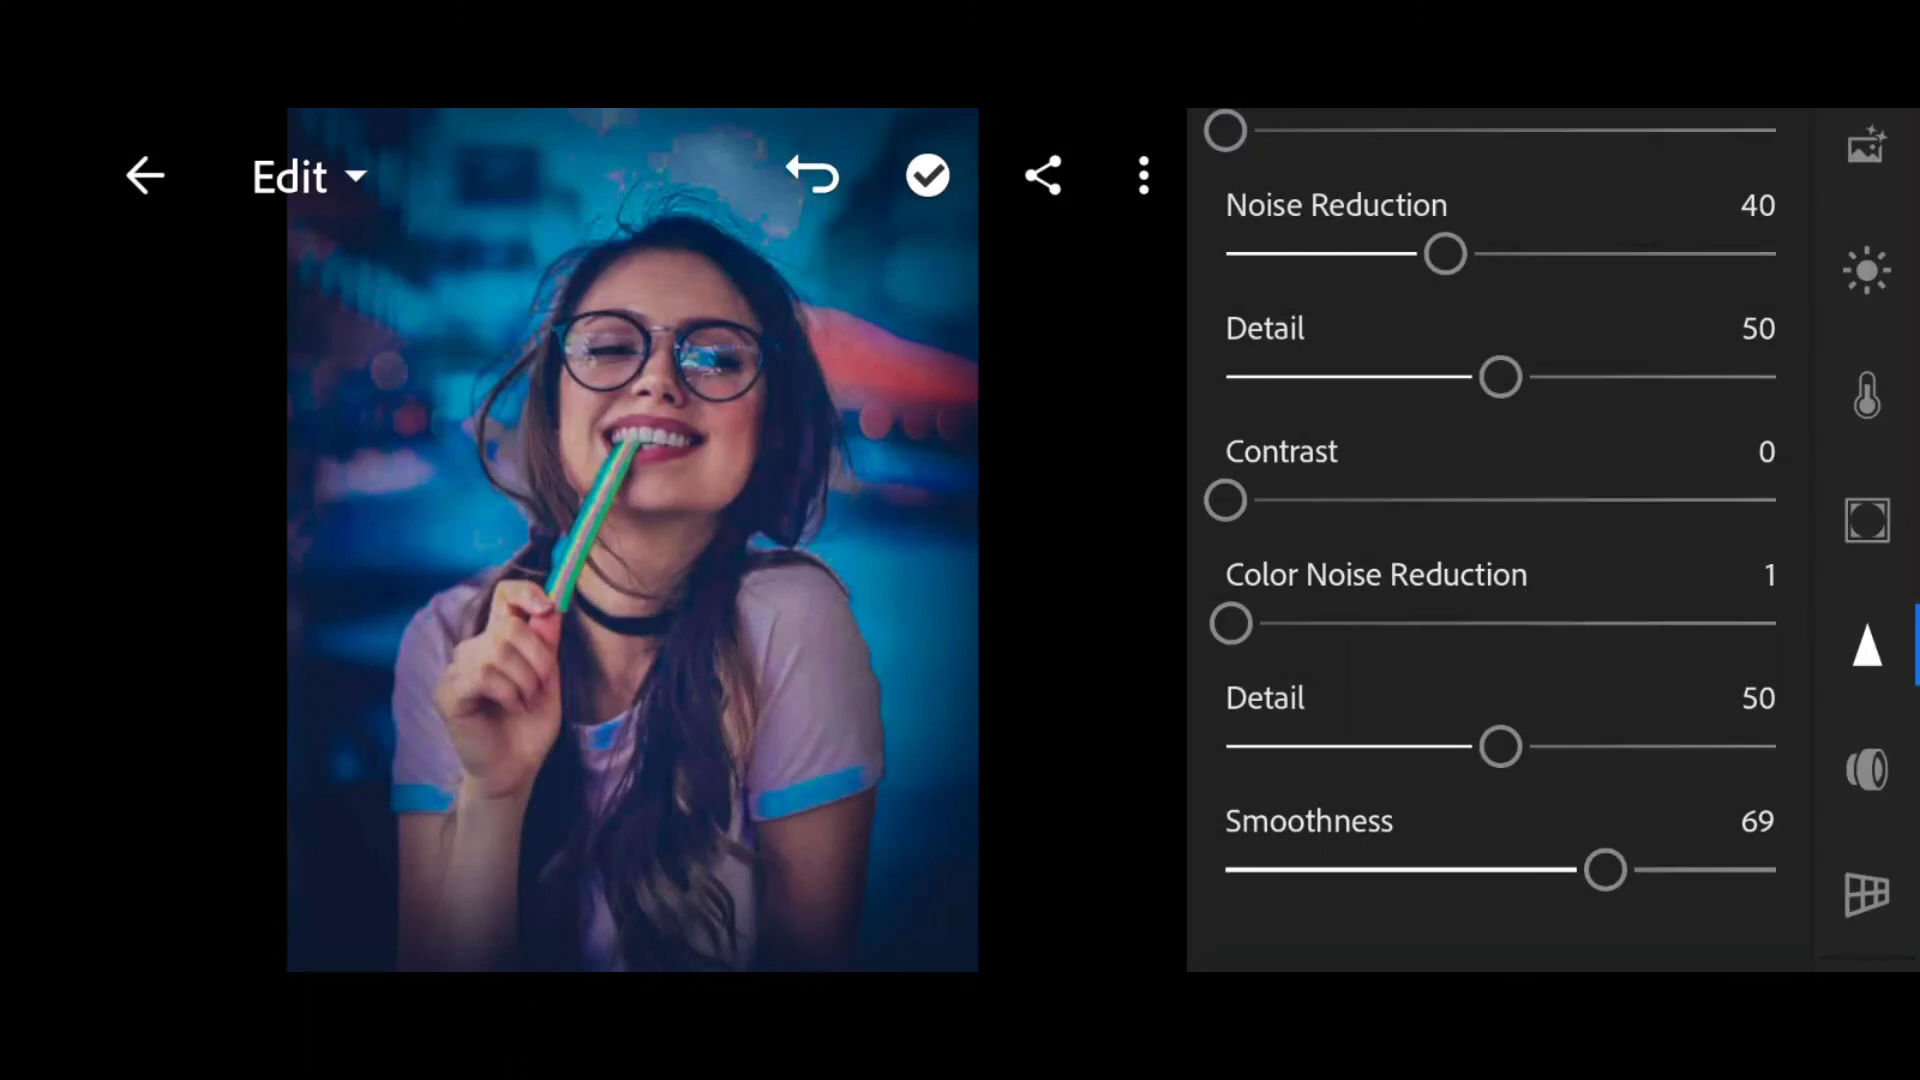 Edit
Noise Reduction 40
Detail 50
Contrast 0
Color Noise Reduction 1
Detail 50
Smoothness 69